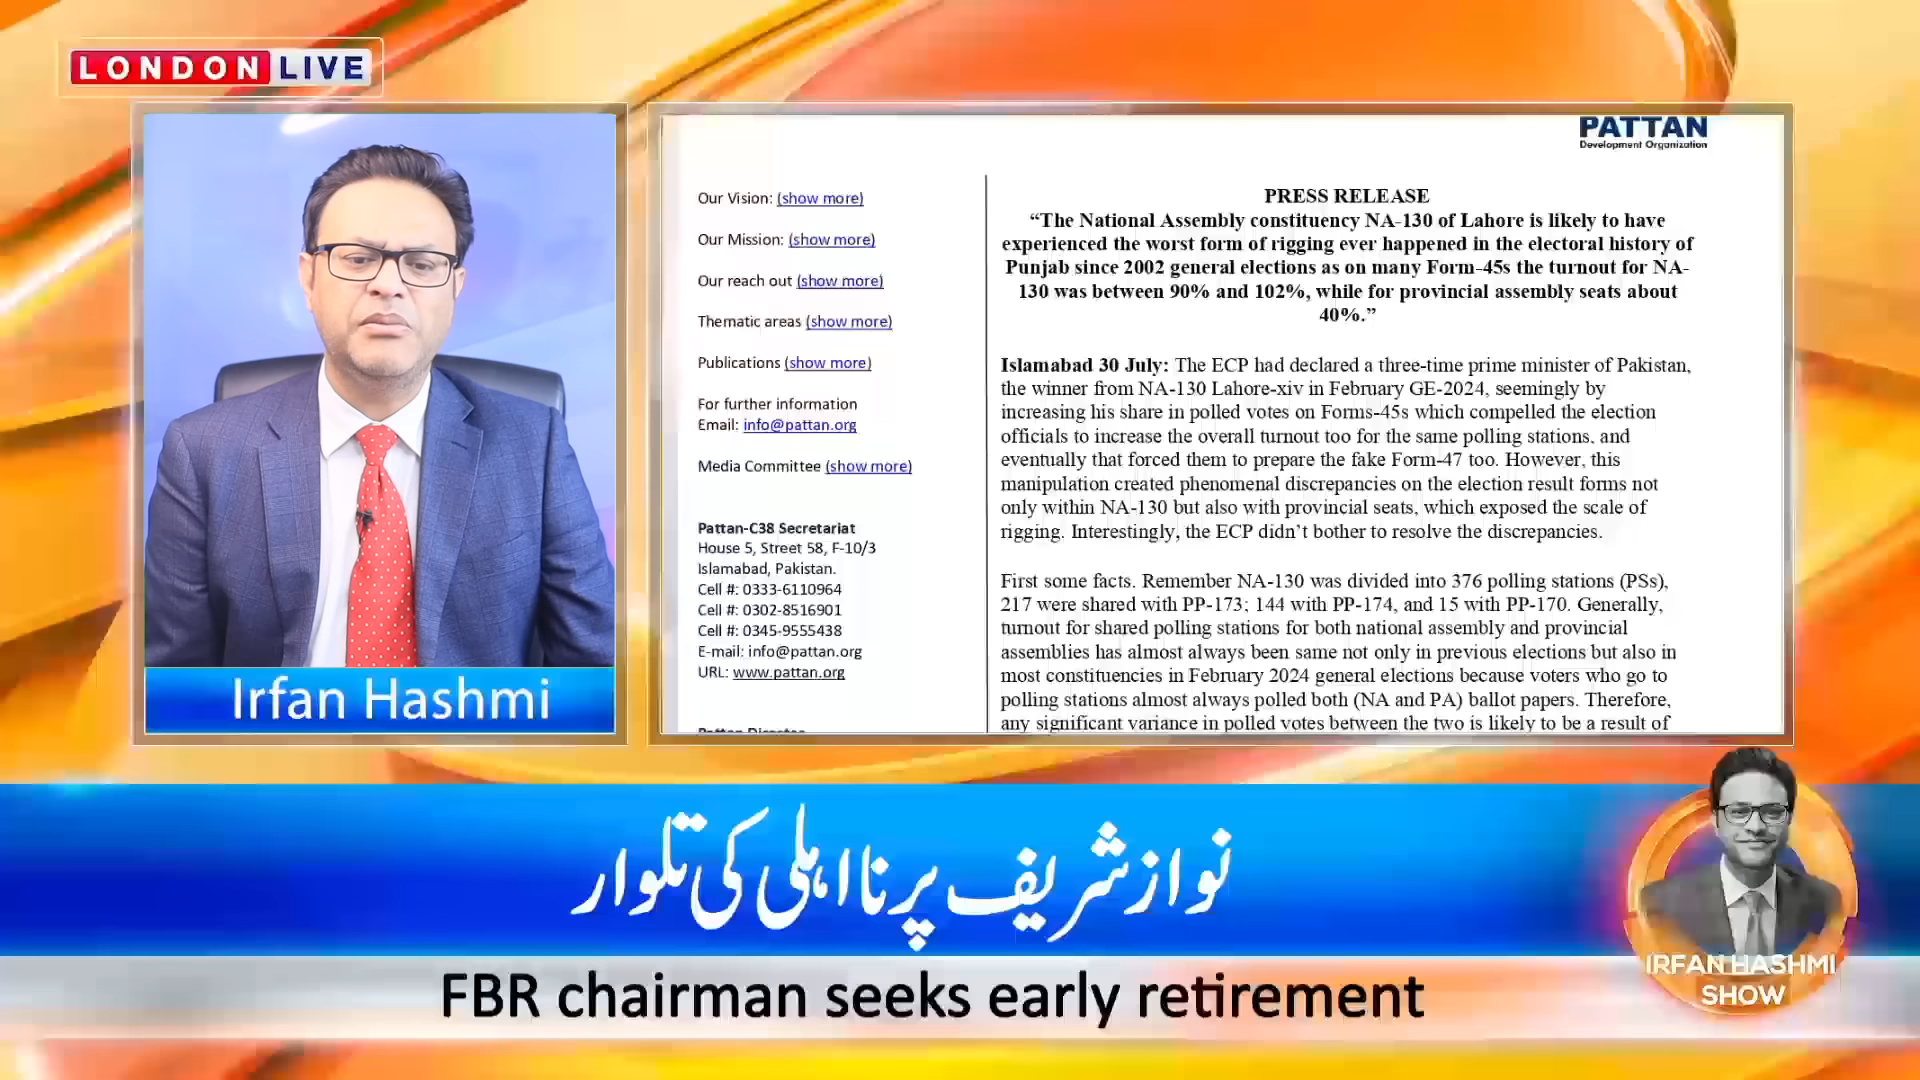 LONDON LIVE
PATTAN
Development Organization
Our Vision: (show more)
Our Mission: (show more)
Our reach out (show more)
Thematic areas (show more)
Publications (show more)
For further information
Email: info@pattan.org
Media Committee (show more)
Pattan-C38 Secretariat
House 5, Street 58, F-10/3
Islamabad, Pakistan.
Cell #: 0333-6110964
Cell #: 0302-8516901
Cell #: 0345-9555438
E-mail: info@pattan.org
URL: www.pattan.org
Pattan Director
PRESS RELEASE
“The National Assembly constituency NA-130 of Lahore is likely to have
experienced the worst form of rigging ever happened in the electoral history of
Punjab since 2002 general elections as on many Form-45s the turnout for NA-
130 was between 90% and 102%, while for provincial assembly seats about
40%.”
Islamabad 30 July: The ECP had declared a three-time prime minister of Pakistan,
the winner from NA-130 Lahore-xiv in February GE-2024, seemingly by
increasing his share in polled votes on Forms-45s which compelled the election
officials to increase the overall turnout too for the same polling stations, and
eventually that forced them to prepare the fake Form-47 too. However, this
manipulation created phenomenal discrepancies on the election result forms not
only within NA-130 but also with provincial seats, which exposed the scale of
rigging. Interestingly, the ECP didn’t bother to resolve the discrepancies.
First some facts. Remember NA-130 was divided into 376 polling stations (PSs),
217 were shared with PP-173; 144 with PP-174, and 15 with PP-170. Generally,
turnout for shared polling stations for both national assembly and provincial
assemblies has almost always been same not only in previous elections but also in
most constituencies in February 2024 general elections because voters who go to
polling stations almost always polled both (NA and PA) ballot papers. Therefore,
any significant variance in polled votes between the two is likely to be a result of
Irfan Hashmi
نواز شریف پر نااہلی کی تلوار
FBR chairman seeks early retirement
IRFAN HASHMI
SHOW